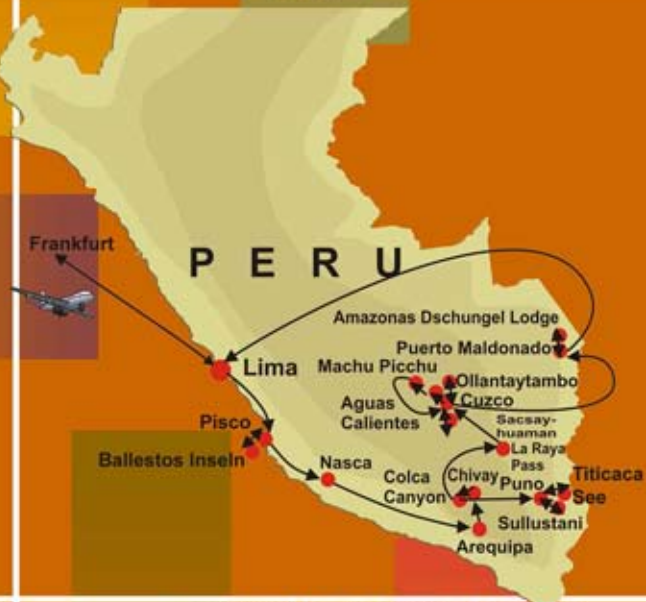 Frankfurt
PERU
Amazonas Dschungel Lodge
Puerto Maldonado
Lima
Machu Picchu
Ollantaytambo
Cuzco
Aguas
Calientes
Sacsay-
huaman
Pisco
La Raya
Pass
Ballestos Inseln
Nasca
Colca
Canyon
Chivay
Puno
Titicaca
See
Sullustani
Arequipa